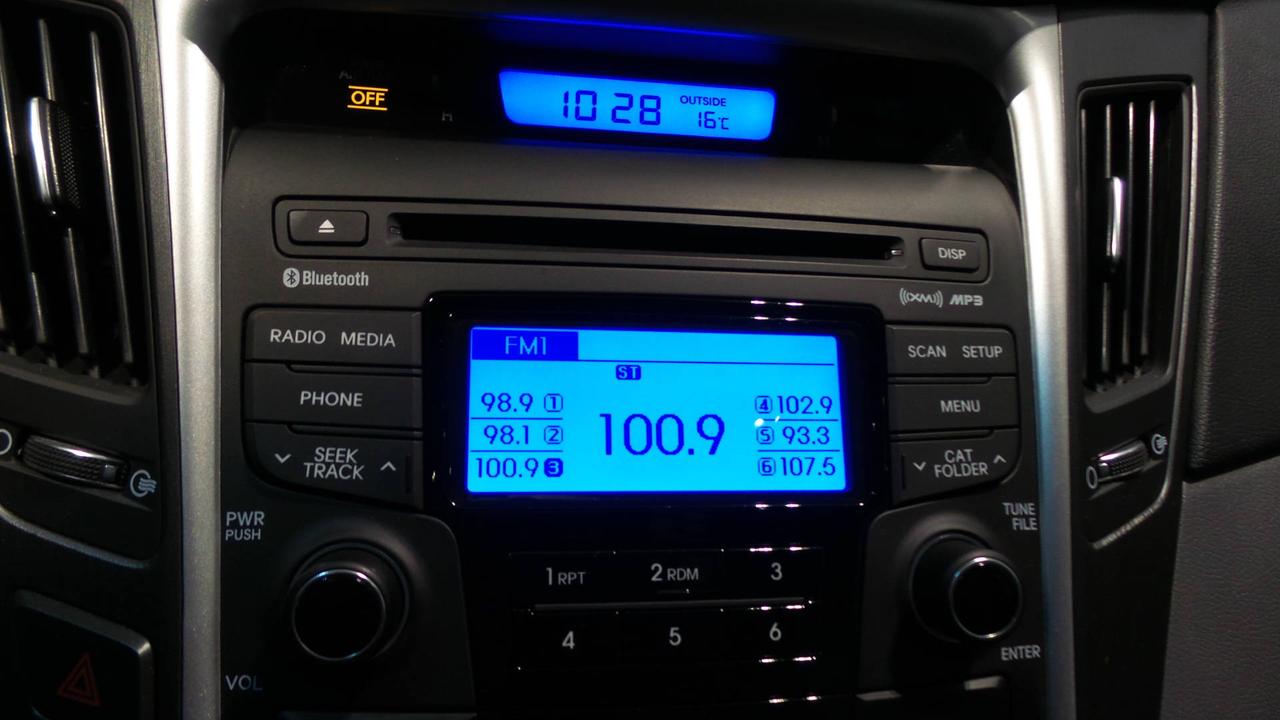 OFF
10 28 OUTSIDE 16℃
H
DISP
Bluetooth
XM MP3
RADIO MEDIA
SCAN SETUP
FM1
ST
PHONE
MENU
98.9 1
98.1 2
100.9 3
100.9
4 102.9
5 93.3
6 107.5
SEEK
TRACK
CAT
FOLDER
PWR
PUSH
TUNE
FILE
1 RPT 2 RDM 3
4 5 6
VOL
ENTER